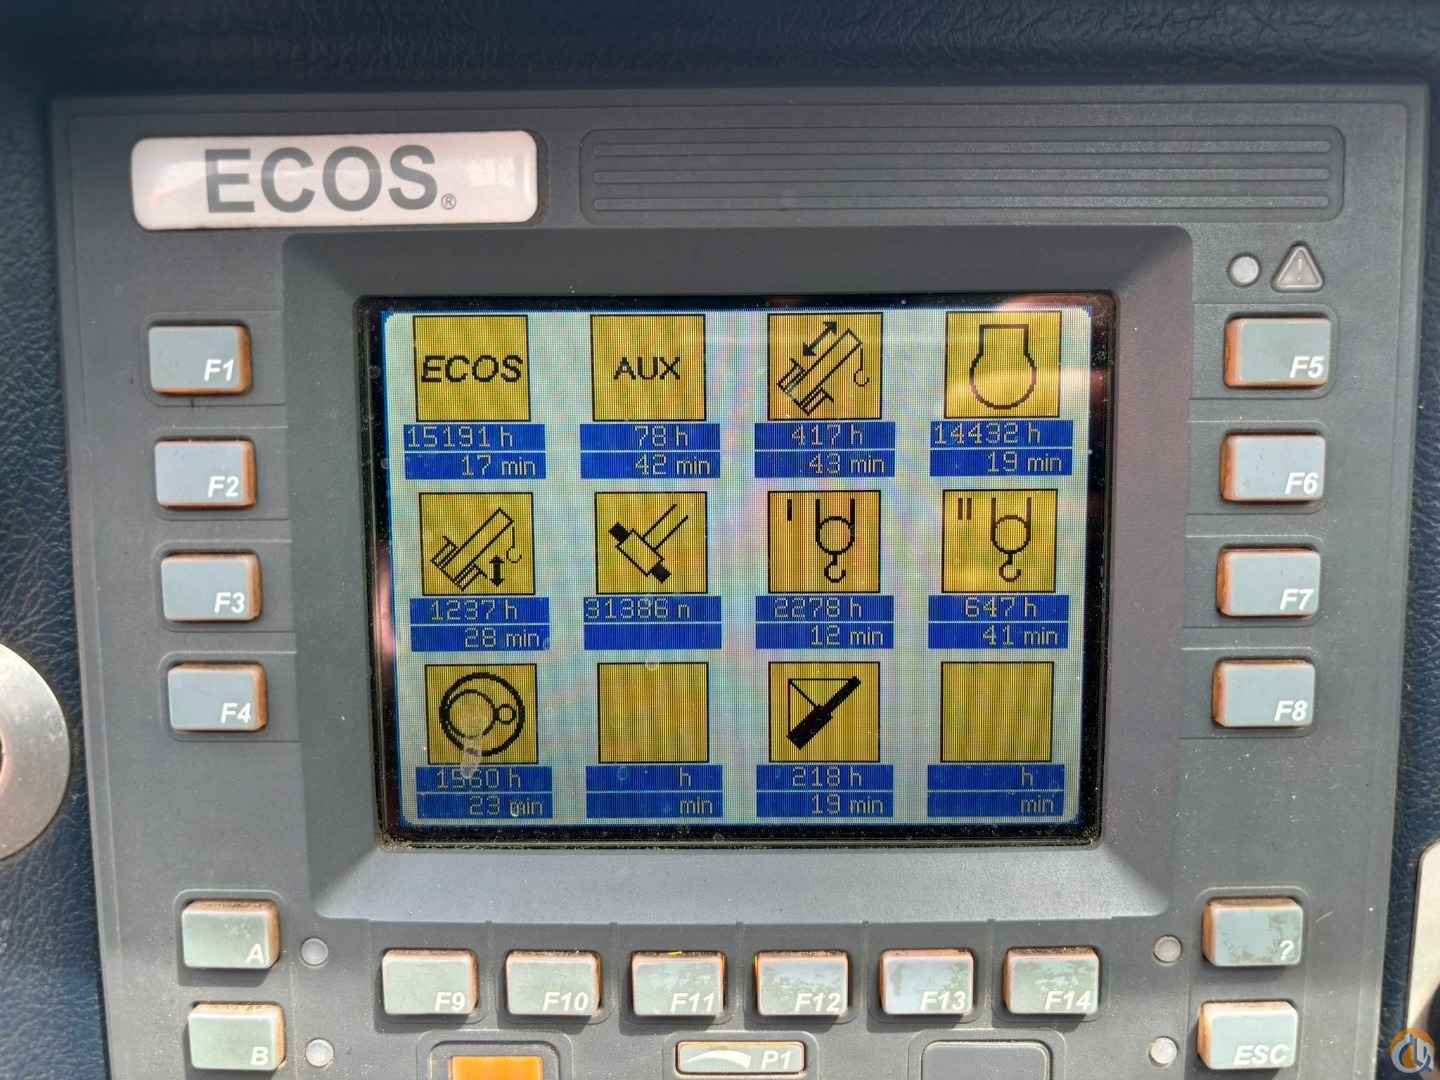 ECOS®
F1
F2
F3
F4
F5
F6
F7
F8
ECOS AUX
15191 h 78 h 417 h 14432 h
17 min 42 min 43 min 19 min
I II
1237 h 31386 n 2278 h 647 h
28 min 12 min 41 min
1560 h h 218 h h
23 min min 19 min min
A
B
F9 F10 F11 F12 F13 F14
P1
?
ESC